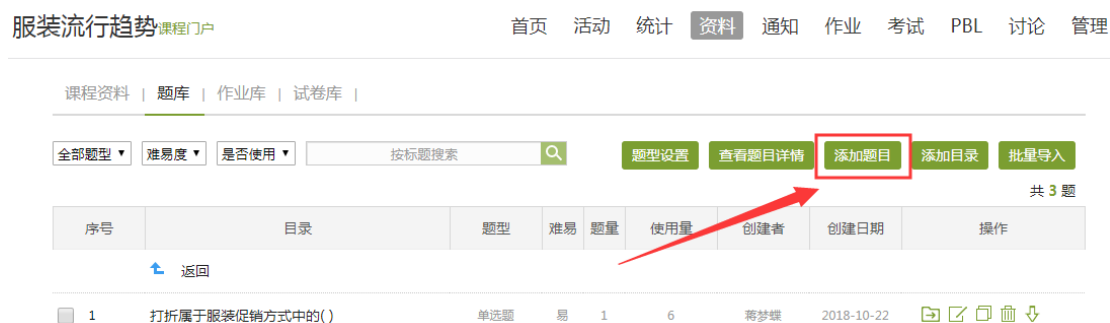 服装流行趋势课程门户 首页 活动 统计 资料 通知 作业 考试 PBL 讨论 管理
课程资料 | 题库 | 作业库 | 试卷库 |
全部题型 难易度 是否使用 按标题搜索 题型设置 查看题目详情 添加题目 添加目录 批量导入
共 3 题
序号 目录 题型 难易 题量 使用量 创建者 创建日期 操作
返回
1 打折属于服装促销方式中的( ) 单选题 易 1 6 蒋梦蝶 2018-10-22